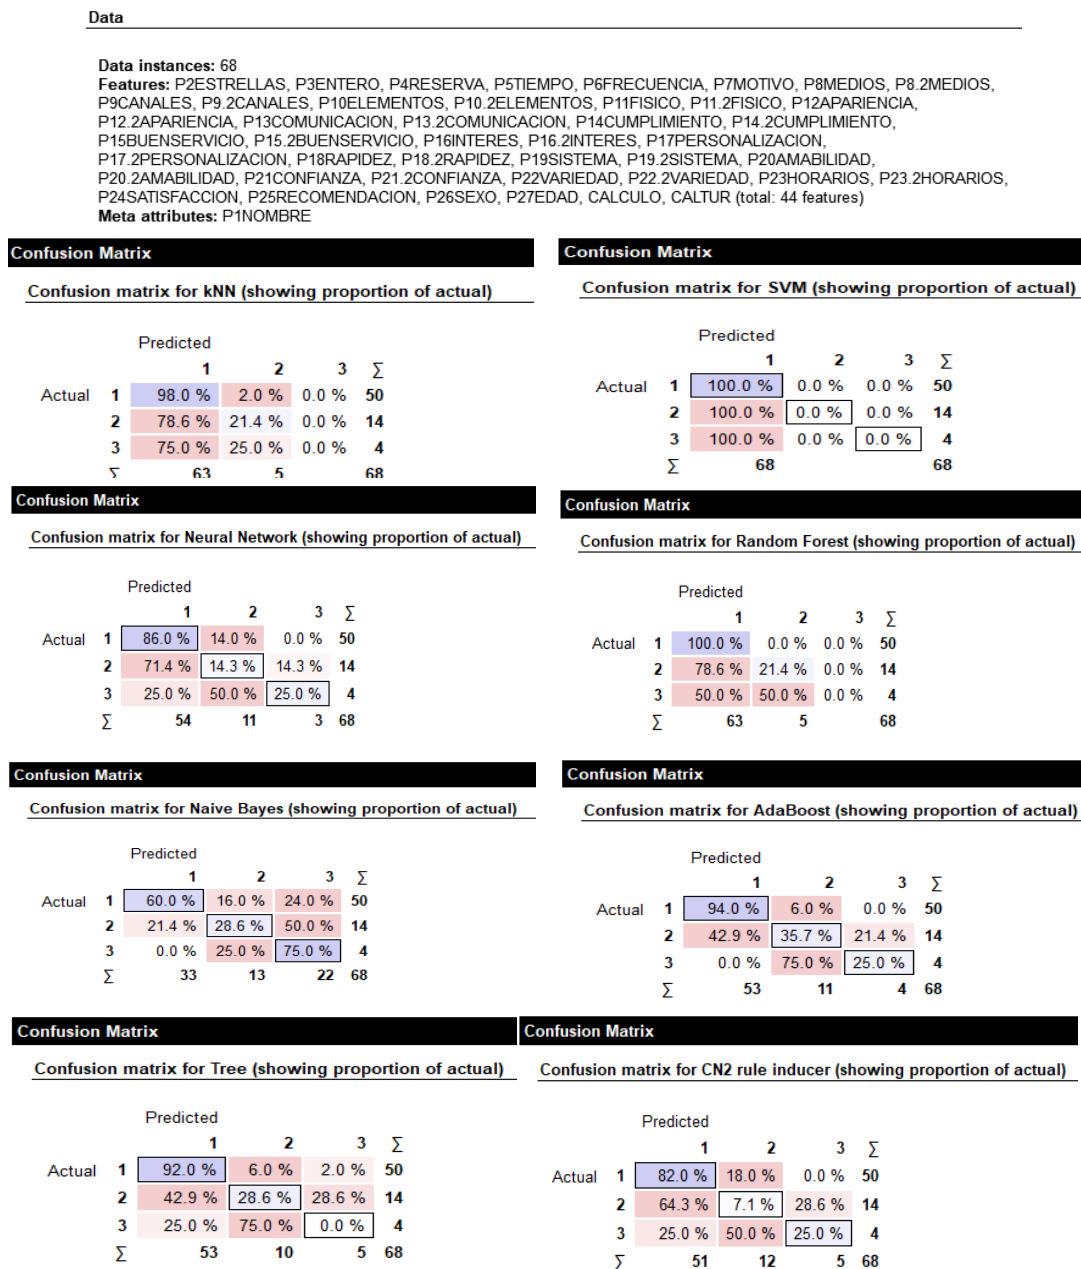 Data
Data instances: 68
Features: P2ESTRELLAS, P3ENTERO, P4RESERVA, P5TIEMPO, P6FRECUENCIA, P7MOTIVO, P8MEDIOS, P8.2MEDIOS,
P9CANALES, P9.2CANALES, P10ELEMENTOS, P10.2ELEMENTOS, P11FISICO, P11.2FISICO, P12APARIENCIA,
P12.2APARIENCIA, P13COMUNICACION, P13.2COMUNICACION, P14CUMPLIMIENTO, P14.2CUMPLIMIENTO,
P15BUENSERVICIO, P15.2BUENSERVICIO, P16INTERES, P16.2INTERES, P17PERSONALIZACION,
P17.2PERSONALIZACION, P18RAPIDEZ, P18.2RAPIDEZ, P19SISTEMA, P19.2SISTEMA, P20AMABILIDAD,
P20.2AMABILIDAD, P21CONFIANZA, P21.2CONFIANZA, P22VARIEDAD, P22.2VARIEDAD, P23HORARIOS, P23.2HORARIOS,
P24SATISFACCION, P25RECOMENDACION, P26SEXO, P27EDAD, CALCULO, CALTUR (total: 44 features)
Meta attributes: P1NOMBRE
Confusion Matrix
Confusion matrix for kNN (showing proportion of actual)
Predicted
1 2 3 ∑
Actual 1 98.0 % 2.0 % 0.0 % 50
2 78.6 % 21.4 % 0.0 % 14
3 75.0 % 25.0 % 0.0 % 4
∑ 63 5 68
Confusion Matrix
Confusion matrix for SVM (showing proportion of actual)
Predicted
1 2 3 ∑
Actual 1 100.0 % 0.0 % 0.0 % 50
2 100.0 % 0.0 % 0.0 % 14
3 100.0 % 0.0 % 0.0 % 4
∑ 68 68
Confusion Matrix
Confusion matrix for Neural Network (showing proportion of actual)
Predicted
1 2 3 ∑
Actual 1 86.0 % 14.0 % 0.0 % 50
2 71.4 % 14.3 % 14.3 % 14
3 25.0 % 50.0 % 25.0 % 4
∑ 54 11 3 68
Confusion Matrix
Confusion matrix for Random Forest (showing proportion of actual)
Predicted
1 2 3 ∑
Actual 1 100.0 % 0.0 % 0.0 % 50
2 78.6 % 21.4 % 0.0 % 14
3 50.0 % 50.0 % 0.0 % 4
∑ 63 5 68
Confusion Matrix
Confusion matrix for Naive Bayes (showing proportion of actual)
Predicted
1 2 3 ∑
Actual 1 60.0 % 16.0 % 24.0 % 50
2 21.4 % 28.6 % 50.0 % 14
3 0.0 % 25.0 % 75.0 % 4
∑ 33 13 22 68
Confusion Matrix
Confusion matrix for AdaBoost (showing proportion of actual)
Predicted
1 2 3 ∑
Actual 1 94.0 % 6.0 % 0.0 % 50
2 42.9 % 35.7 % 21.4 % 14
3 0.0 % 75.0 % 25.0 % 4
∑ 53 11 4 68
Confusion Matrix
Confusion matrix for Tree (showing proportion of actual)
Predicted
1 2 3 ∑
Actual 1 92.0 % 6.0 % 2.0 % 50
2 42.9 % 28.6 % 28.6 % 14
3 25.0 % 75.0 % 0.0 % 4
∑ 53 10 5 68
Confusion Matrix
Confusion matrix for CN2 rule inducer (showing proportion of actual)
Predicted
1 2 3 ∑
Actual 1 82.0 % 18.0 % 0.0 % 50
2 64.3 % 7.1 % 28.6 % 14
3 25.0 % 50.0 % 25.0 % 4
∑ 51 12 5 68